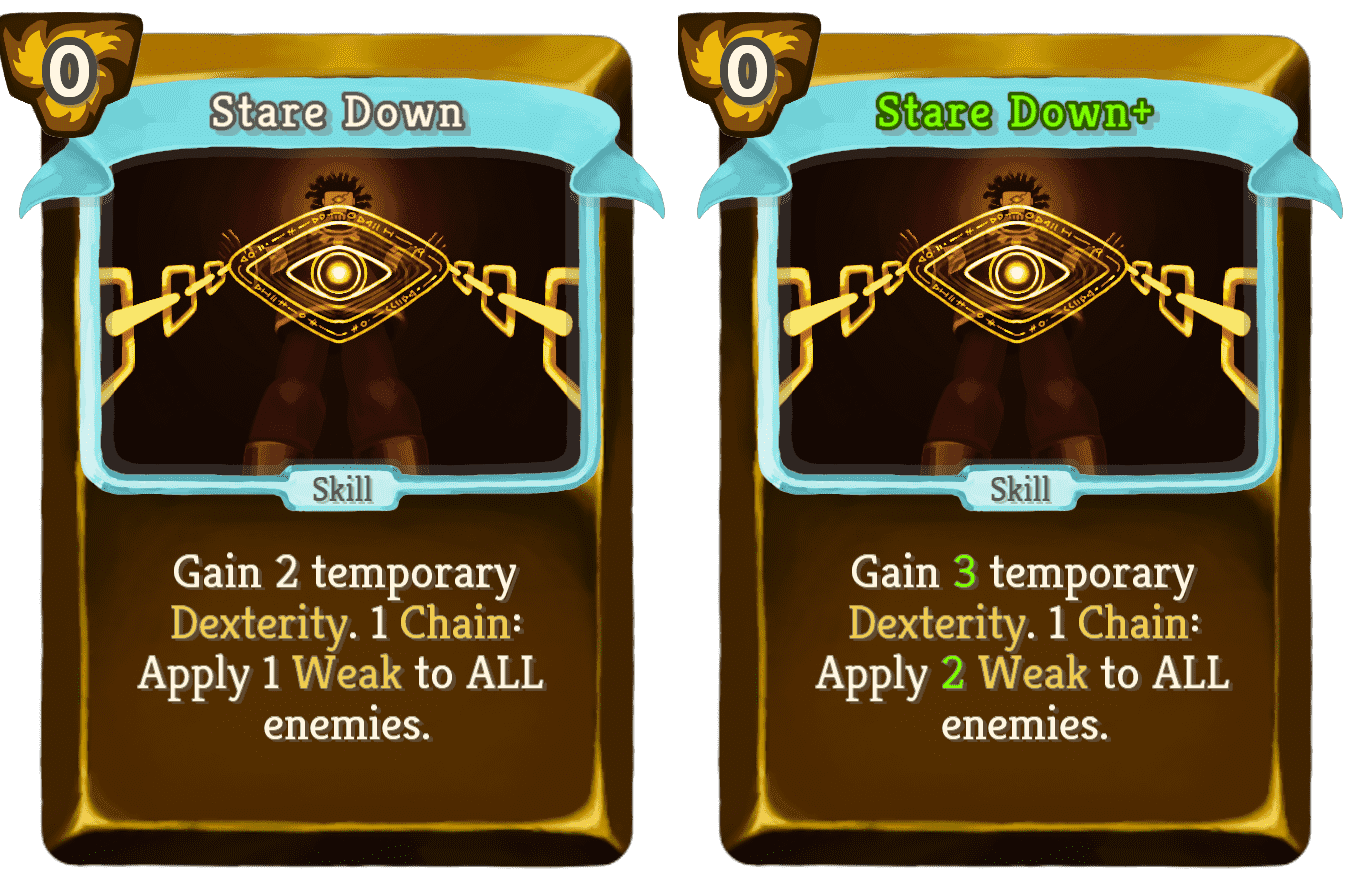 0
Stare Down
Skill
Gain 2 temporary
Dexterity. 1 Chain:
Apply 1 Weak to ALL
enemies.
0
Stare Down+
Skill
Gain 3 temporary
Dexterity. 1 Chain:
Apply 2 Weak to ALL
enemies.